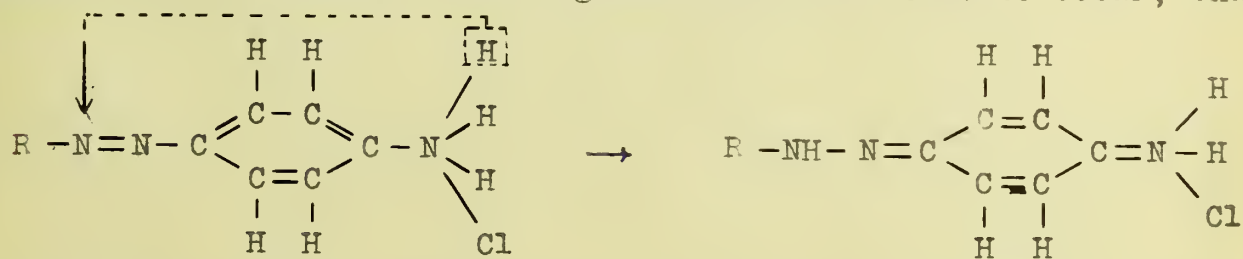 H H H
H H H
C - C H C = C H
R - N = N - C C - N H → R - NH - N = C C = N - H
C = C C = C
H H Cl H H Cl